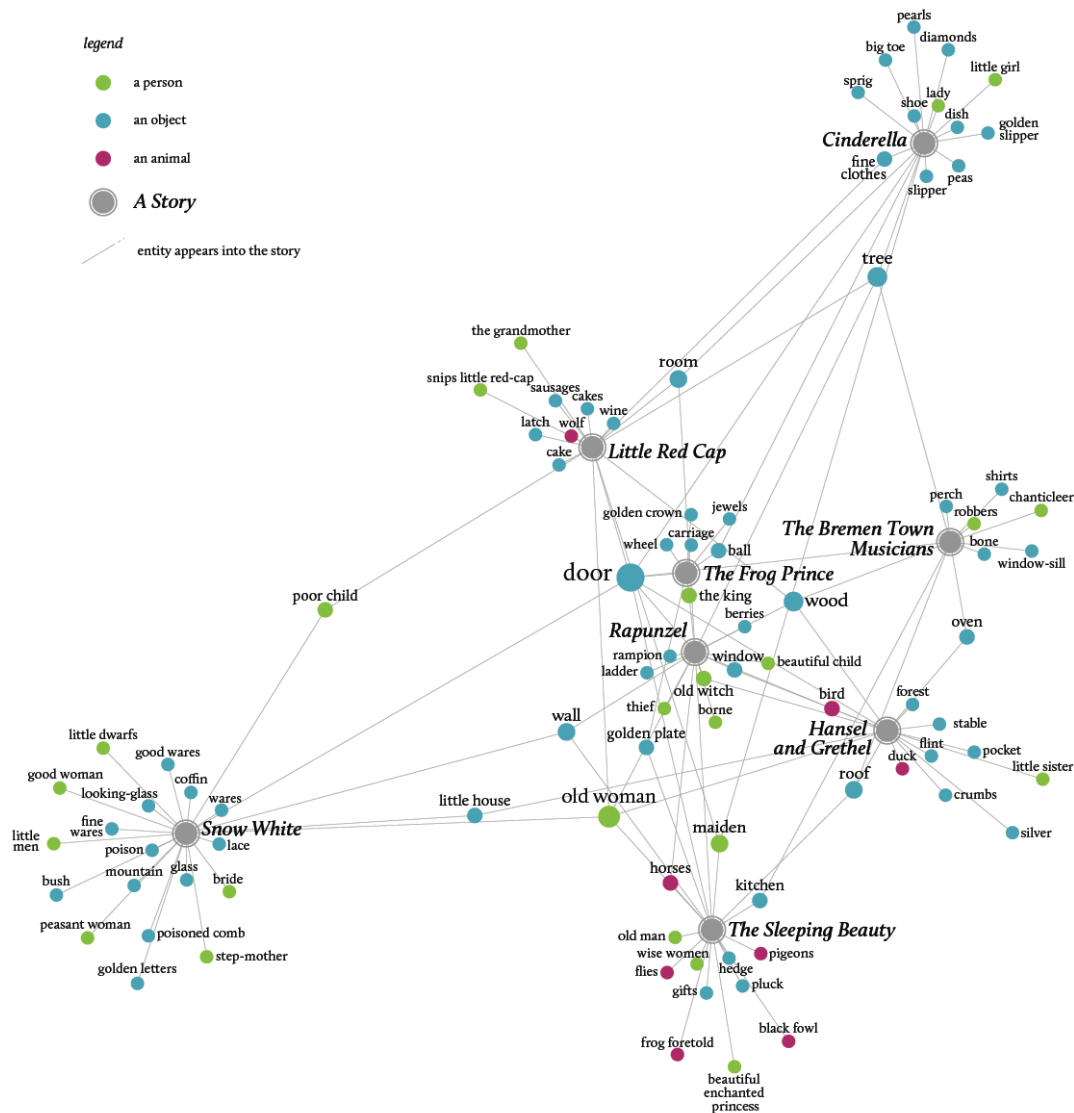 legend
a person
an object
an animal
A Story
entity appears into the story
pearls
diamonds
big toe
little girl
sprig
lady
shoe
dish
golden
slipper
Cinderella
fine
clothes
peas
slipper
tree
the grandmother
room
snips little red-cap
sausages
cakes
wine
latch
wolf
cake
Little Red Cap
shirts
perch
chanticleer
robbers
The Bremen Town
Musicians
bone
window-sill
golden crown
jewels
carriage
wheel
ball
door
The Frog Prince
the king
wood
poor child
berries
oven
Rapunzel
rampion
window
beautiful child
ladder
old witch
thief
borne
bird
forest
wall
golden plate
Hansel
and Grethel
stable
flint
duck
pocket
little sister
roof
crumbs
silver
little dwarfs
good wares
good woman
coffin
looking-glass
wares
fine
wares
Snow White
little
men
poison
lace
mountain
glass
bush
bride
peasant woman
poisoned comb
step-mother
golden letters
little house
old woman
maiden
horses
kitchen
The Sleeping Beauty
old man
wise women
pigeons
flies
hedge
gifts
pluck
black fowl
frog foretold
beautiful
enchanted
princess